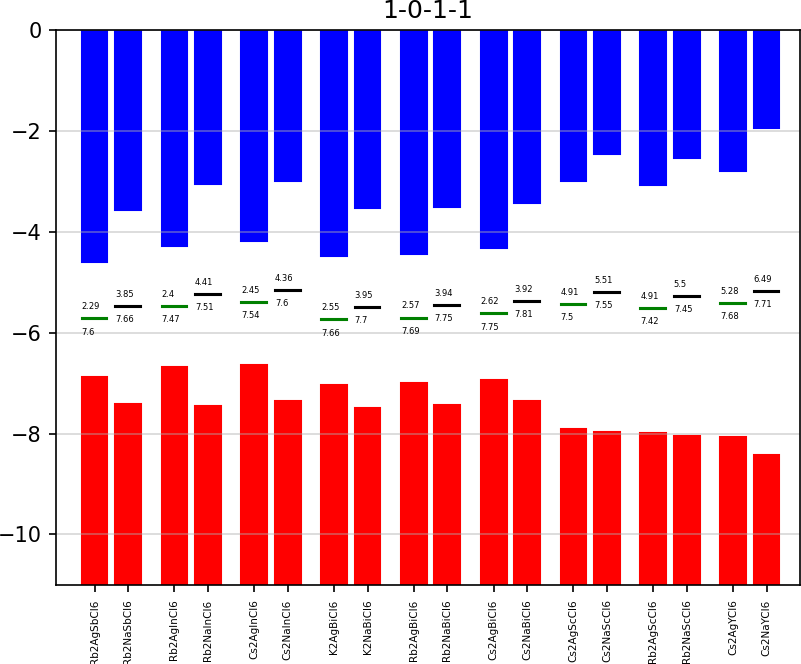 1-0-1-1
0
−2
−4
−6
−8
−10
2.29 3.85 2.4 4.41 2.45 4.36 2.55 3.95 2.57 3.94 2.62 3.92 4.91 5.51 4.91 5.5 5.28 6.49
7.6 7.66 7.47 7.51 7.54 7.6 7.66 7.7 7.69 7.75 7.75 7.81 7.5 7.55 7.42 7.45 7.68 7.71
Rb2AgSbCl6
Rb2NaSbCl6
Rb2AgInCl6
Rb2NaInCl6
Cs2AgInCl6
Cs2NaInCl6
K2AgBiCl6
K2NaBiCl6
Rb2AgBiCl6
Rb2NaBiCl6
Cs2AgBiCl6
Cs2NaBiCl6
Cs2AgScCl6
Cs2NaScCl6
Rb2AgScCl6
Rb2NaScCl6
Cs2AgYCl6
Cs2NaYCl6